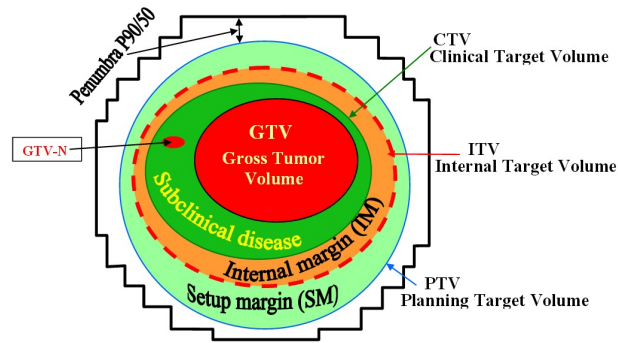 Penumbra P90/50
CTV
Clinical Target Volume
GTV
Gross Tumor
Volume
GTV-N
ITV
Internal Target Volume
Subclinical disease
Internal margin (IM)
Setup margin (SM)
PTV
Planning Target Volume